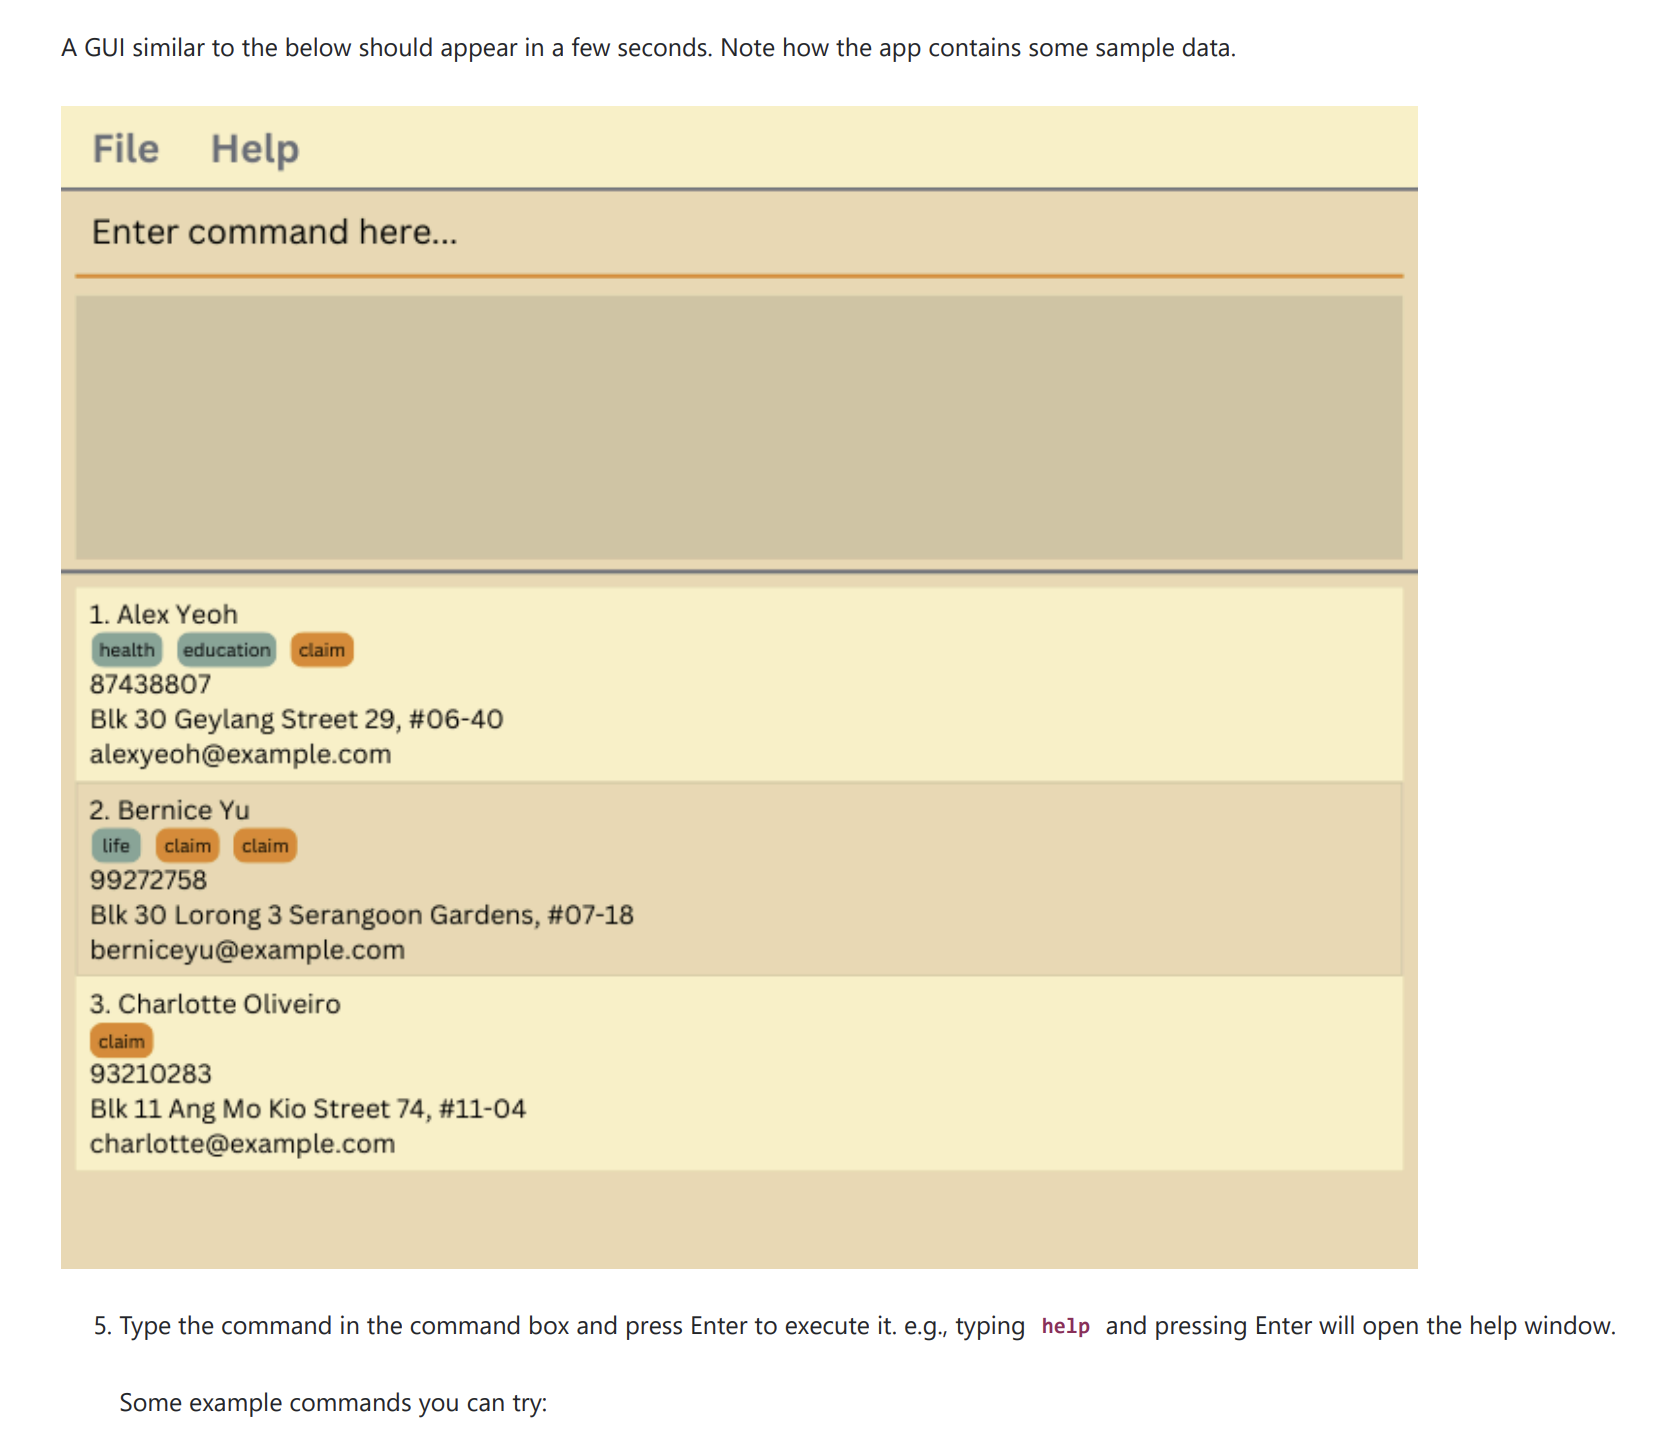 A GUI similar to the below should appear in a few seconds. Note how the app contains some sample data.
File Help
Enter command here...
1. Alex Yeoh
health education claim
87438807
Blk 30 Geylang Street 29, #06-40
alexyeoh@example.com
2. Bernice Yu
life claim claim
99272758
Blk 30 Lorong 3 Serangoon Gardens, #07-18
berniceyu@example.com
3. Charlotte Oliveiro
claim
93210283
Blk 11 Ang Mo Kio Street 74, #11-04
charlotte@example.com
5. Type the command in the command box and press Enter to execute it. e.g., typing help and pressing Enter will open the help window.
Some example commands you can try: